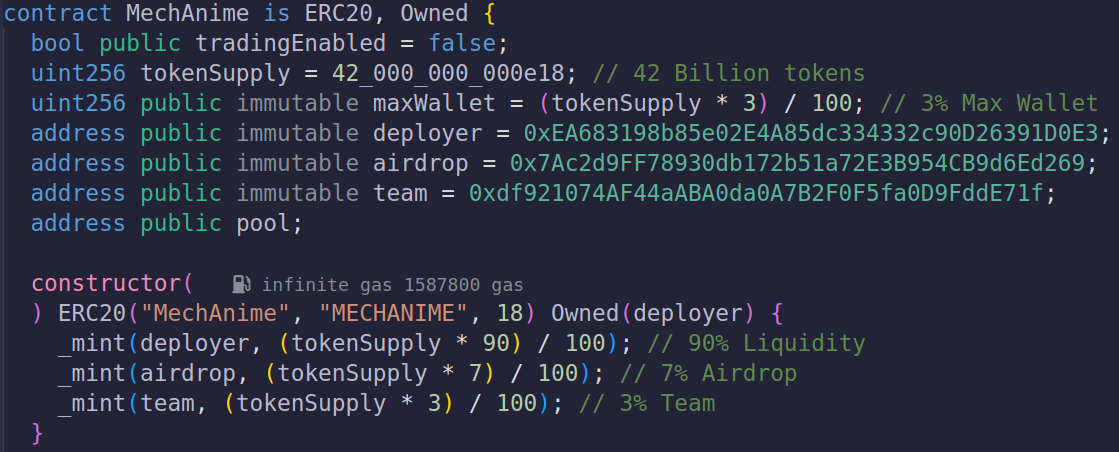 contract MechAnime is ERC20, Owned {
bool public tradingEnabled = false;
uint256 tokenSupply = 42_000_000_000e18; // 42 Billion tokens
uint256 public immutable maxWallet = (tokenSupply * 3) / 100; // 3% Max Wallet
address public immutable deployer = 0xEA683198b85e02E4A85dc334332c90D26391D0E3;
address public immutable airdrop = 0x7Ac2d9FF78930db172b51a72E3B954CB9d6Ed269;
address public immutable team = 0xdf921074AF44aABA0da0A7B2F0F5fa0D9FddE71f;
address public pool;
constructor( infinite gas 1587800 gas
) ERC20("MechAnime", "MECHANIME", 18) Owned(deployer) {
_mint(deployer, (tokenSupply * 90) / 100); // 90% Liquidity
_mint(airdrop, (tokenSupply * 7) / 100); // 7% Airdrop
_mint(team, (tokenSupply * 3) / 100); // 3% Team
}